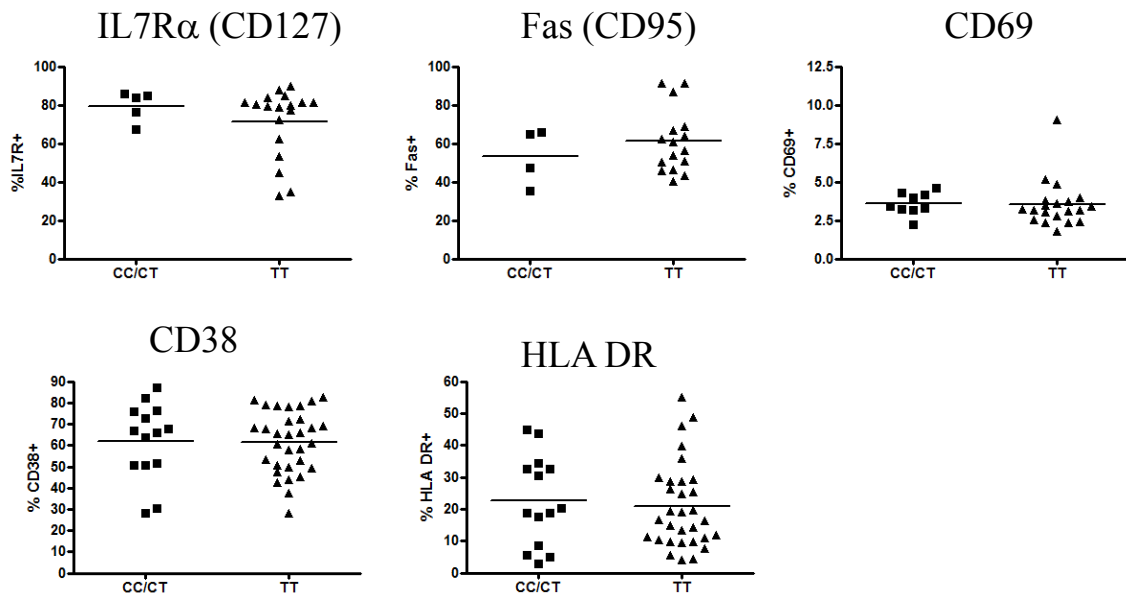 IL7Rα (CD127)
%IL7R+
100
80
60
40
20
0
CC/CT TT
Fas (CD95)
% Fas+
100
80
60
40
20
0
CC/CT TT
CD69
% CD69+
12.5
10.0
7.5
5.0
2.5
0.0
CC/CT TT
CD38
% CD38+
90
80
70
60
50
40
30
20
10
0
CC/CT TT
HLA DR
% HLA DR+
60
50
40
30
20
10
0
CC/CT TT